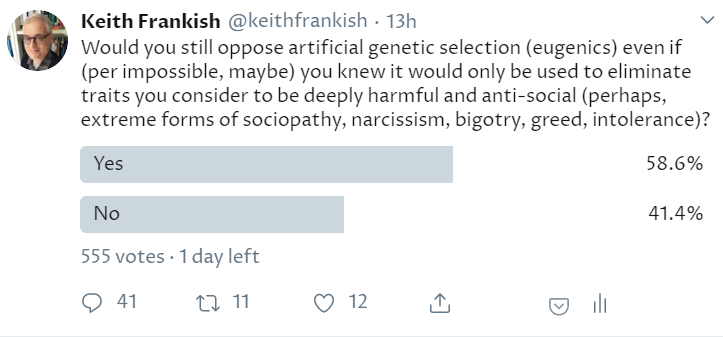 Keith Frankish @keithfrankish · 13h
Would you still oppose artificial genetic selection (eugenics) even if
(per impossible, maybe) you knew it would only be used to eliminate
traits you consider to be deeply harmful and anti-social (perhaps,
extreme forms of sociopathy, narcissism, bigotry, greed, intolerance)?
Yes 58.6%
No 41.4%
555 votes · 1 day left
41 11 12